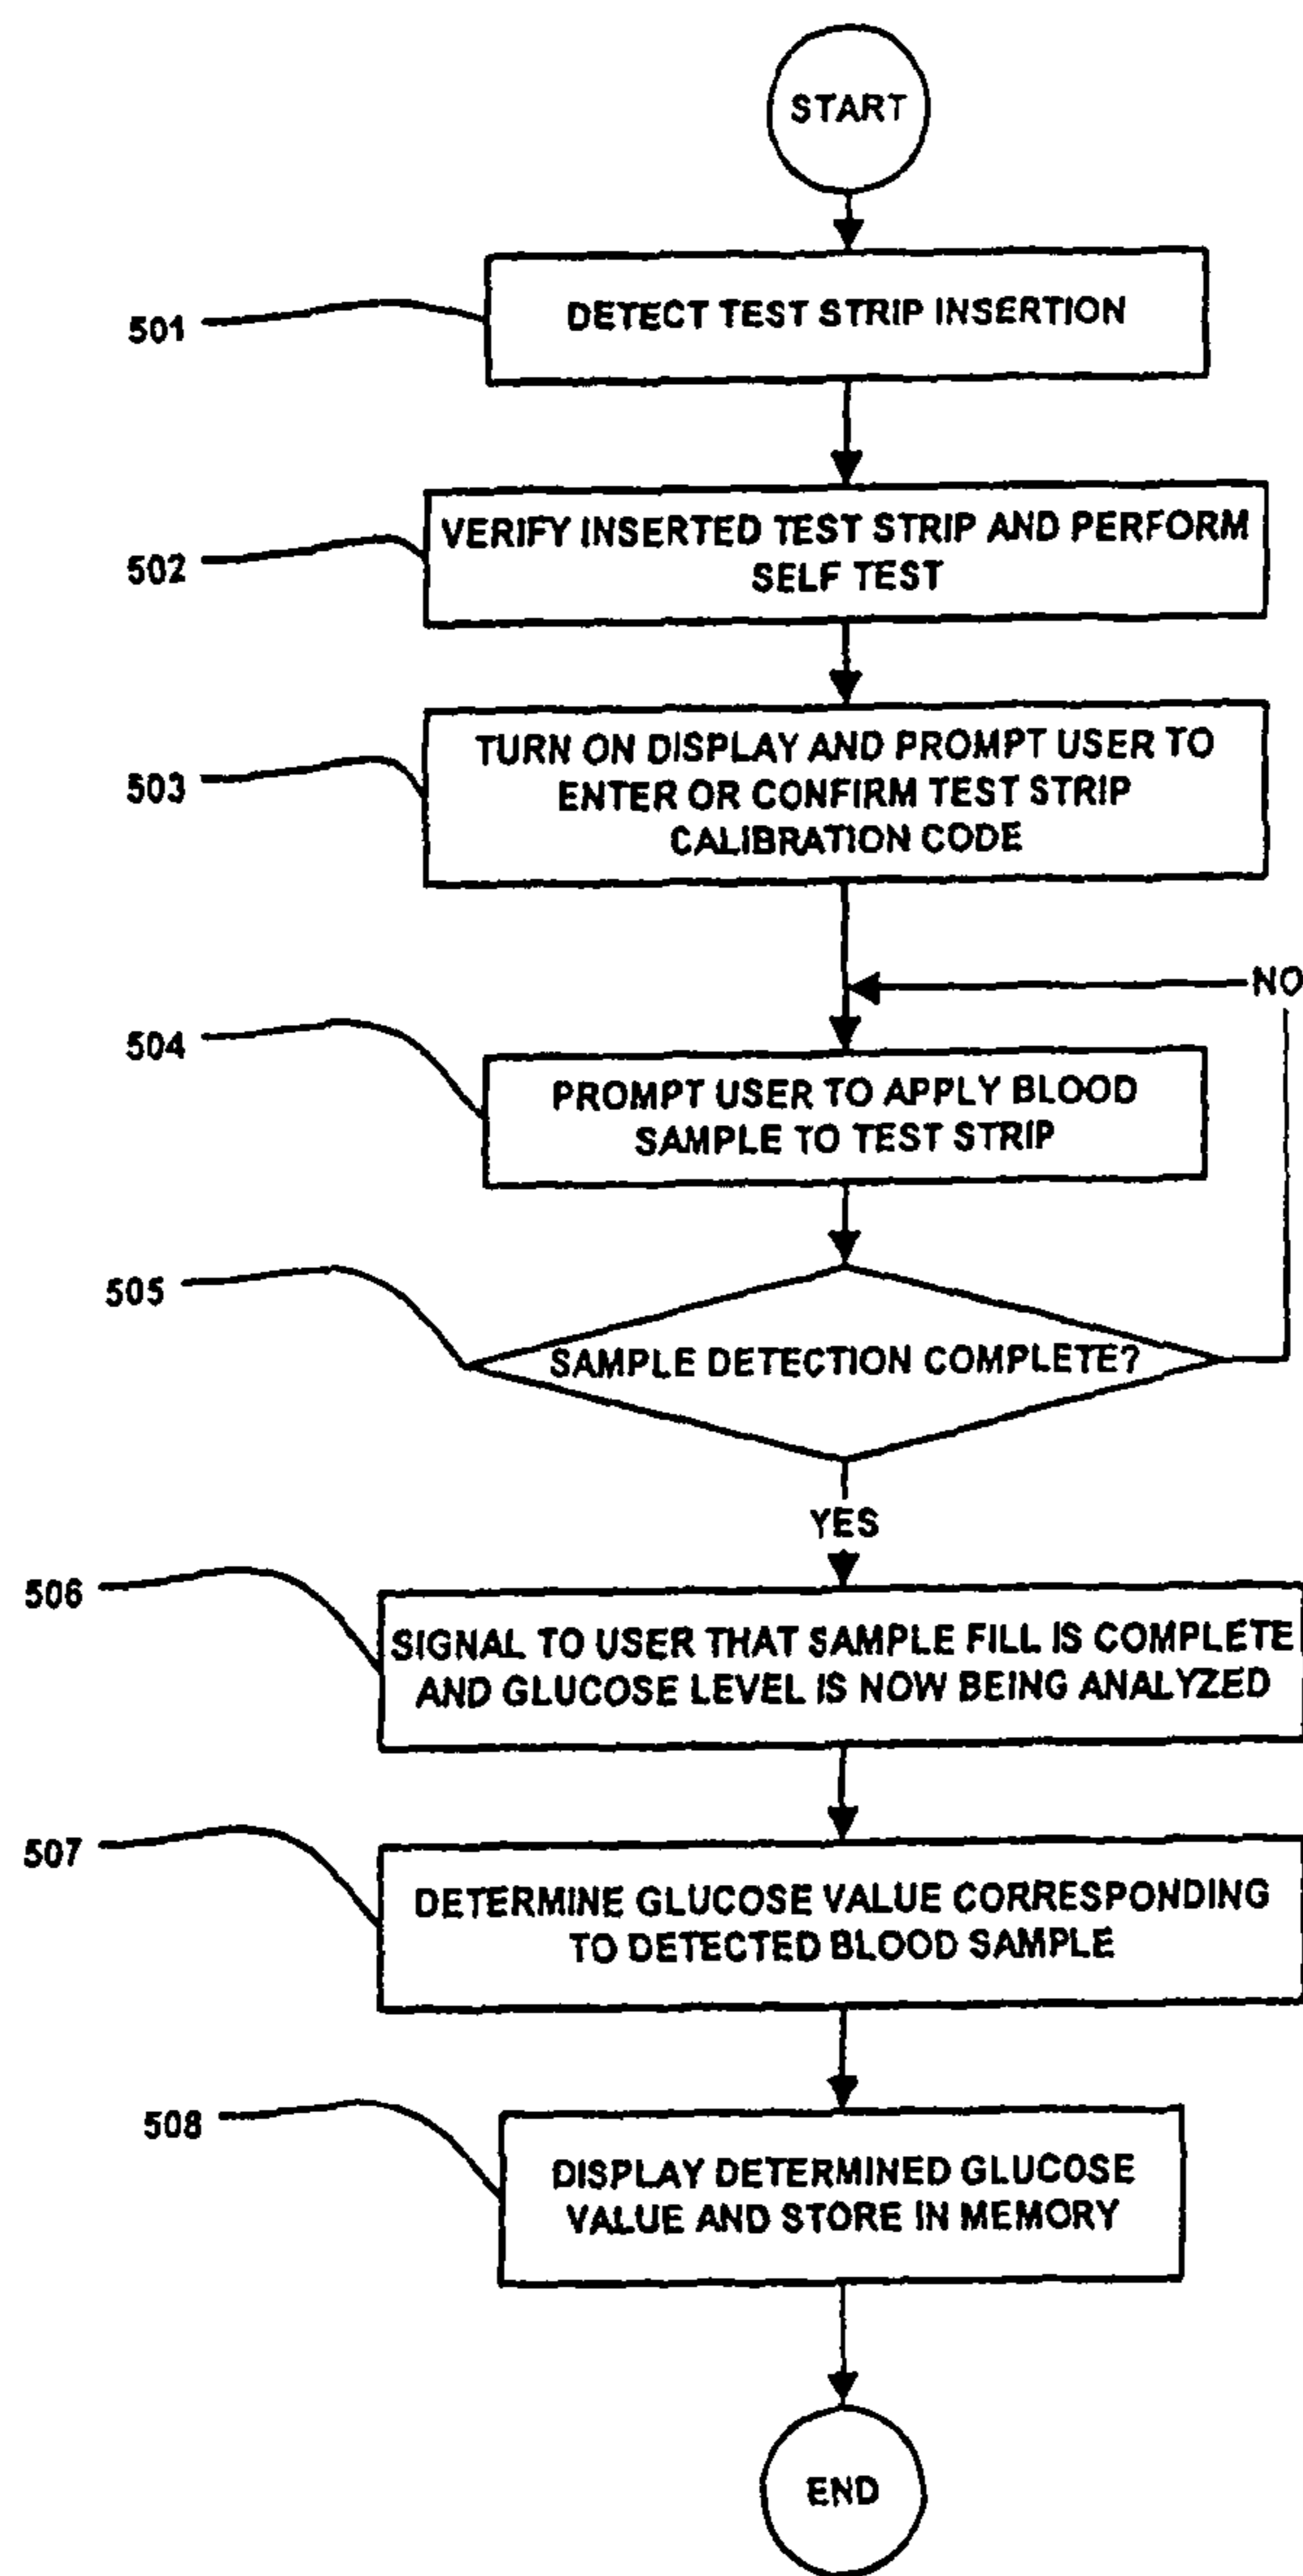 START
501
DETECT TEST STRIP INSERTION
502
VERIFY INSERTED TEST STRIP AND PERFORM
SELF TEST
503
TURN ON DISPLAY AND PROMPT USER TO
ENTER OR CONFIRM TEST STRIP
CALIBRATION CODE
NO
504
PROMPT USER TO APPLY BLOOD
SAMPLE TO TEST STRIP
505
SAMPLE DETECTION COMPLETE?
YES
506
SIGNAL TO USER THAT SAMPLE FILL IS COMPLETE
AND GLUCOSE LEVEL IS NOW BEING ANALYZED
507
DETERMINE GLUCOSE VALUE CORRESPONDING
TO DETECTED BLOOD SAMPLE
508
DISPLAY DETERMINED GLUCOSE
VALUE AND STORE IN MEMORY
END